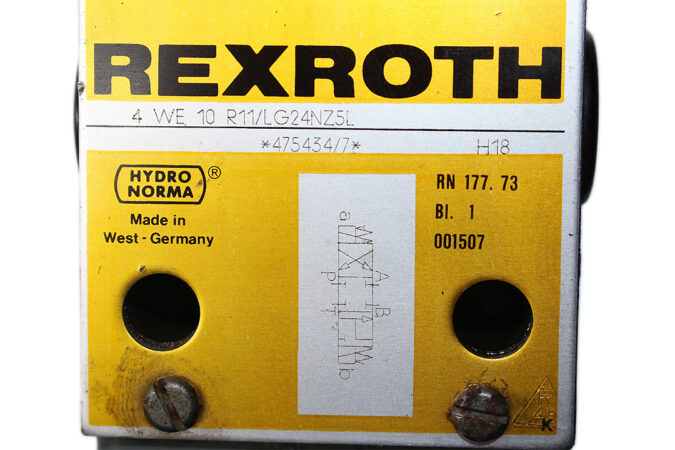 REXROTH
4 WE 10 R11/LG24NZ5L
*475434/7* H18
HYDRO
NORMA ®
Made in
West - Germany
RN 177. 73
Bl. 1
001507
a
P T
A B
b
K